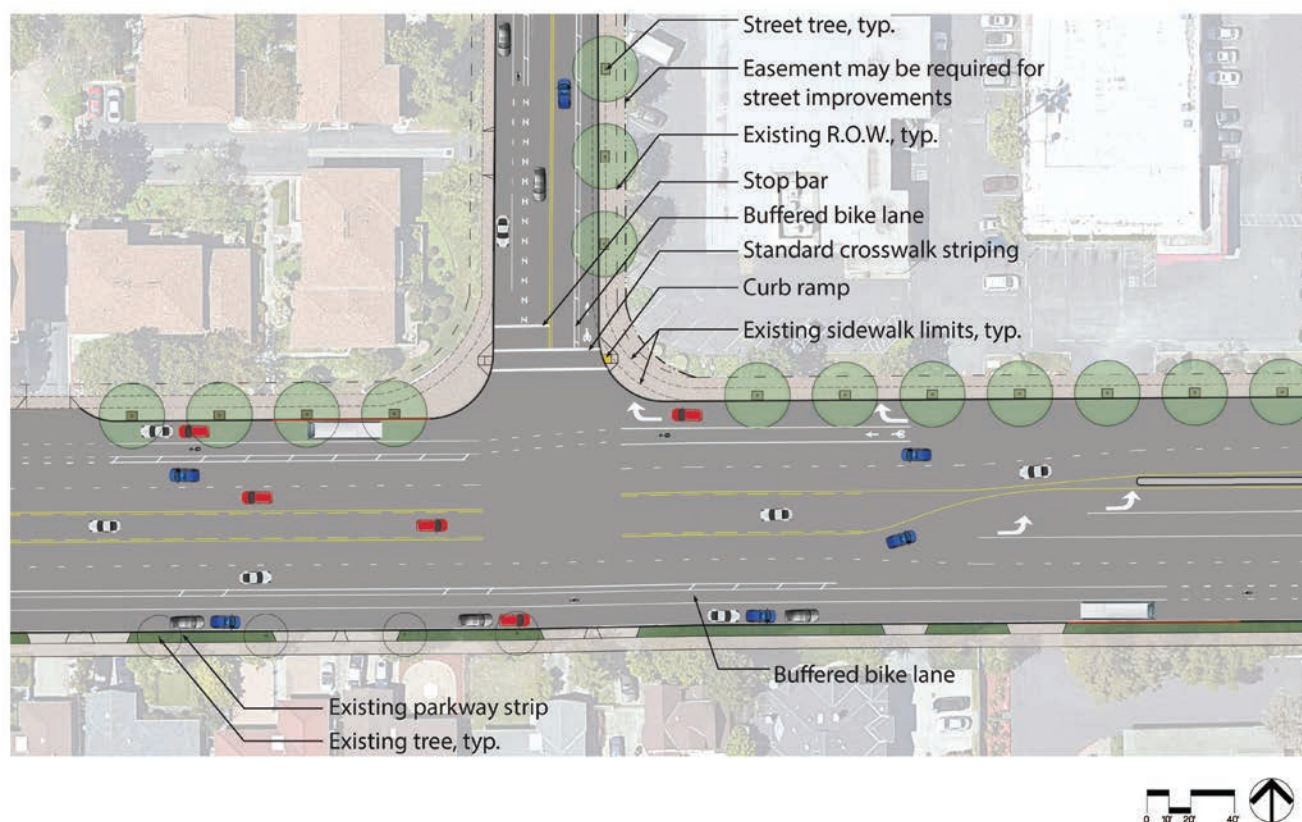 Street tree, typ.
Easement may be required for
street improvements
Existing R.O.W., typ.
Stop bar
Buffered bike lane
Standard crosswalk striping
Curb ramp
Existing sidewalk limits, typ.
Buffered bike lane
Existing parkway strip
Existing tree, typ.
0 10' 20' 40'